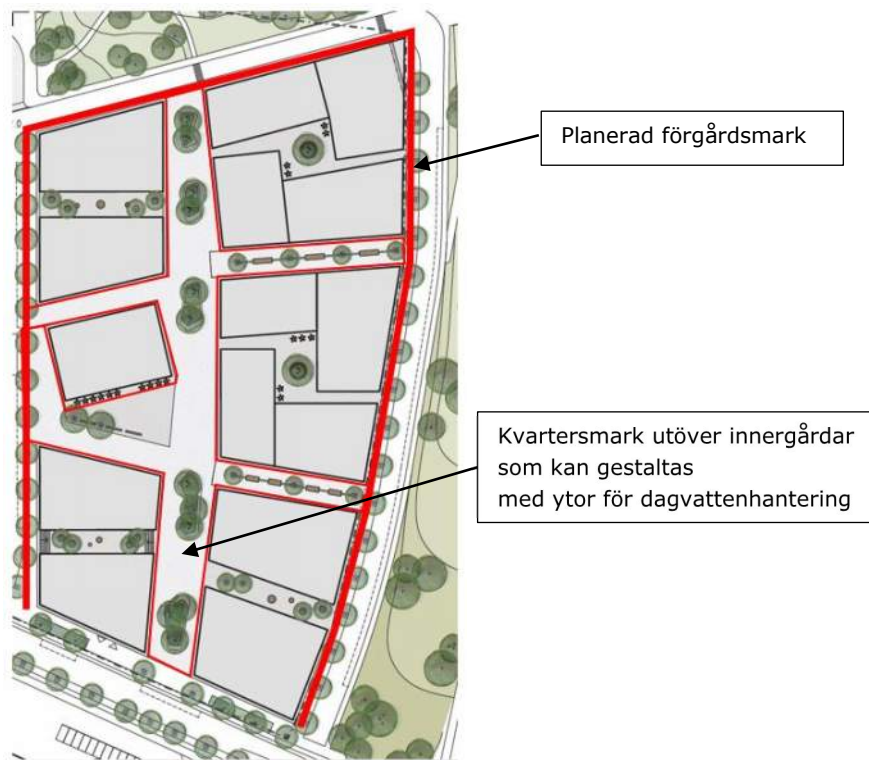 Planerad förgårdsmark
Kvartersmark utöver innergårdar
som kan gestaltas
med ytor för dagvattenhantering